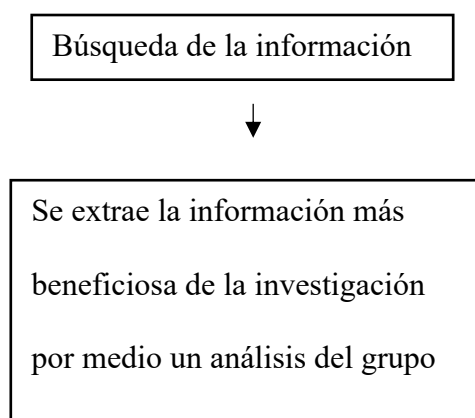 Búsqueda de la información
Se extrae la información más
beneficiosa de la investigación
por medio un análisis del grupo